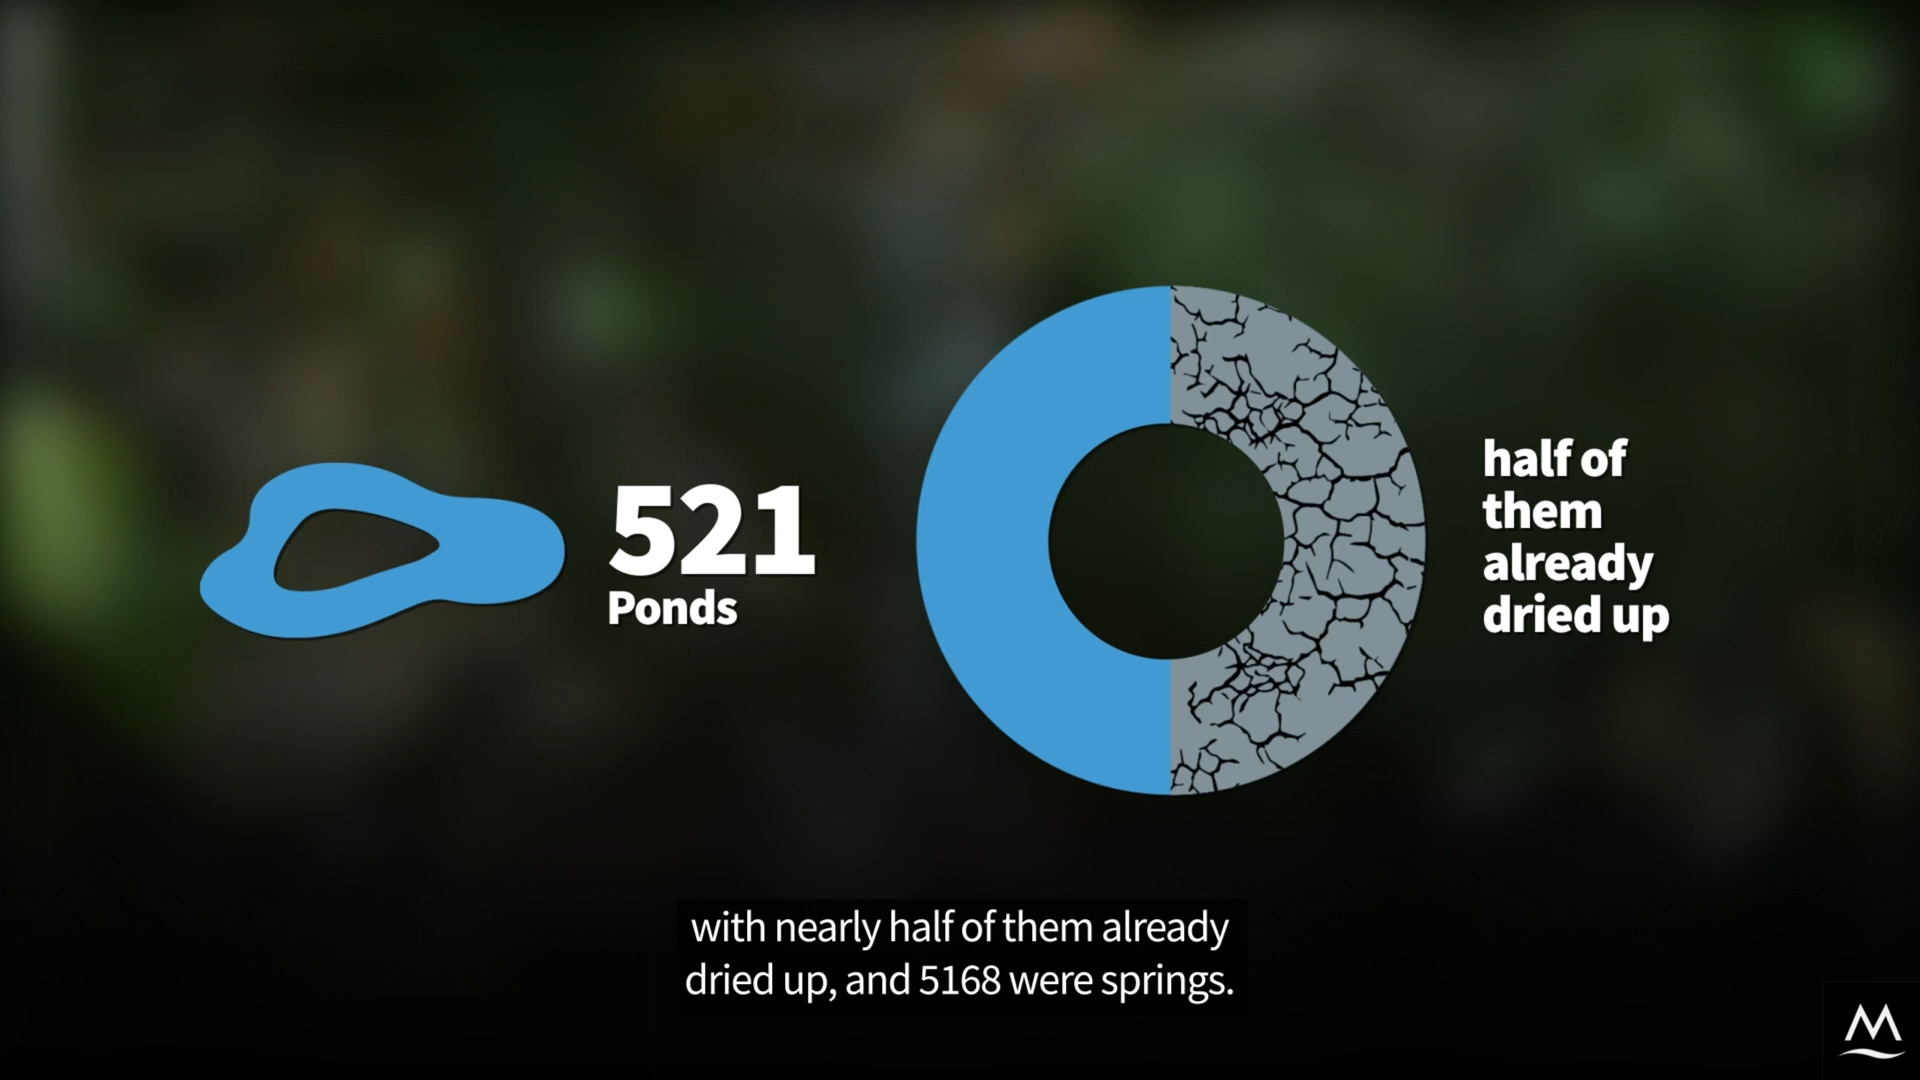 521
Ponds
half of
them
already
dried up
with nearly half of them already
dried up, and 5168 were springs.